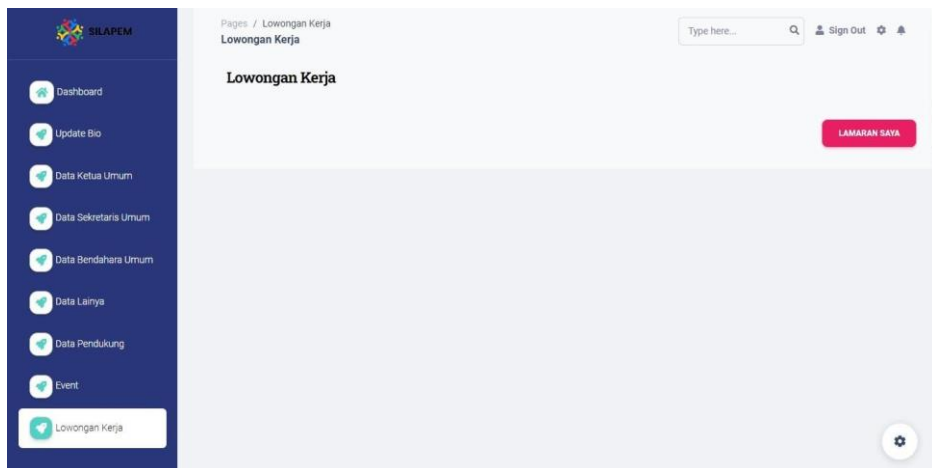 SILAPEM
Dashboard
Update Bio
Data Ketua Umum
Data Sekretaris Umum
Data Bendahara Umum
Data Lainya
Data Pendukung
Event
Lowongan Kerja
Pages / Lowongan Kerja
Lowongan Kerja
Type here...
Sign Out
Lowongan Kerja
LAMARAN SAYA